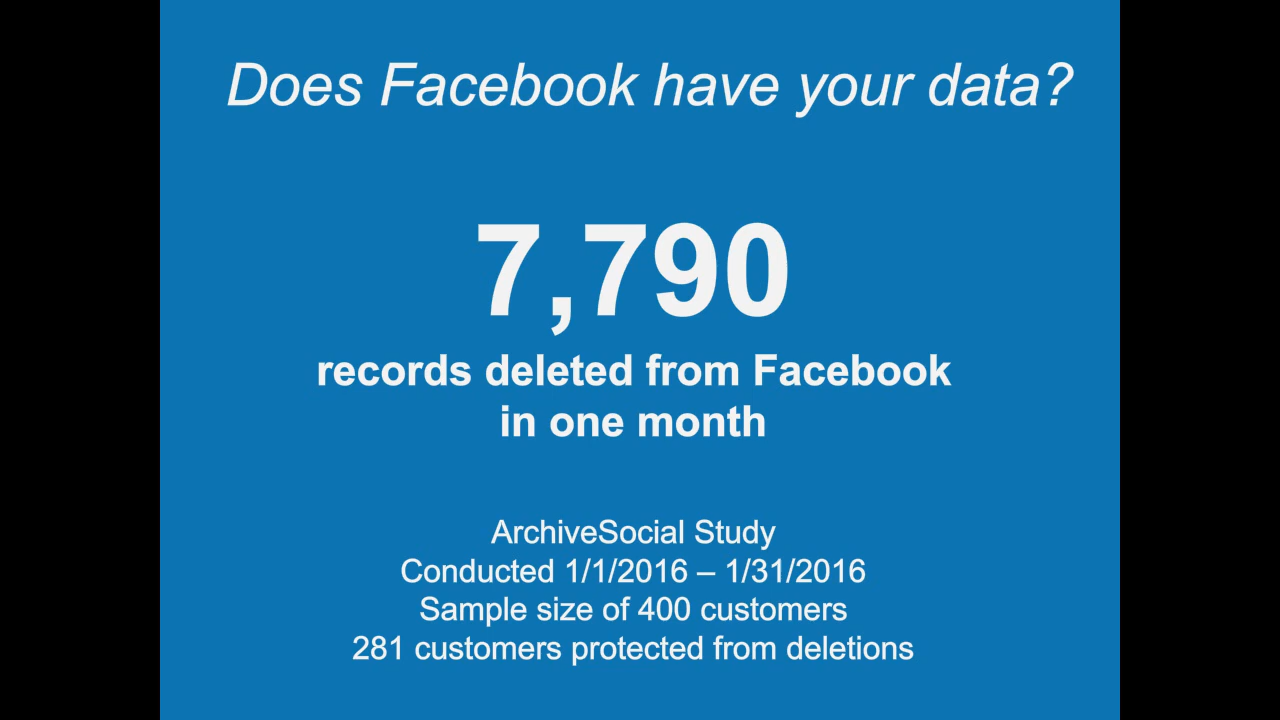 Does Facebook have your data?
7,790
records deleted from Facebook
in one month
ArchiveSocial Study
Conducted 1/1/2016 – 1/31/2016
Sample size of 400 customers
281 customers protected from deletions